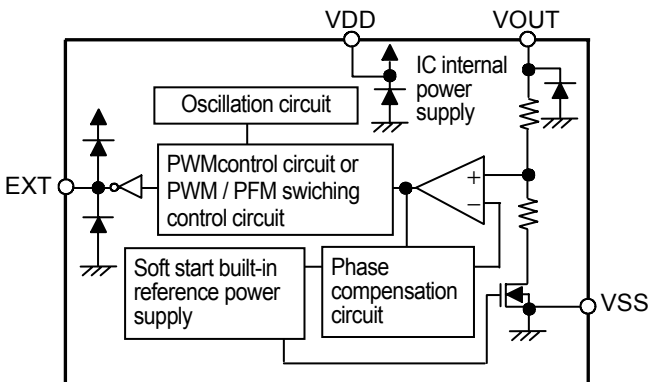 VDD
VOUT
IC internal
power
supply
Oscillation circuit
PWMcontrol circuit or
PWM / PFM swiching
control circuit
EXT
+
−
Soft start built-in
reference power
supply
Phase
compensation
circuit
VSS